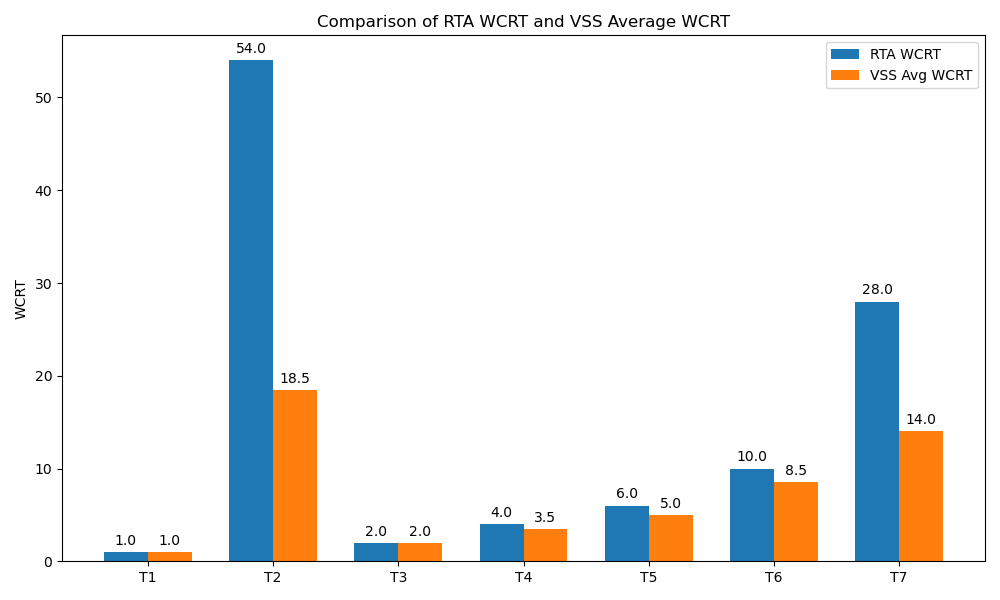 Comparison of RTA WCRT and VSS Average WCRT
RTA WCRT
VSS Avg WCRT
WCRT
50
40
30
20
10
0
1.0
1.0
54.0
18.5
2.0
2.0
4.0
3.5
6.0
5.0
10.0
8.5
28.0
14.0
T1
T2
T3
T4
T5
T6
T7